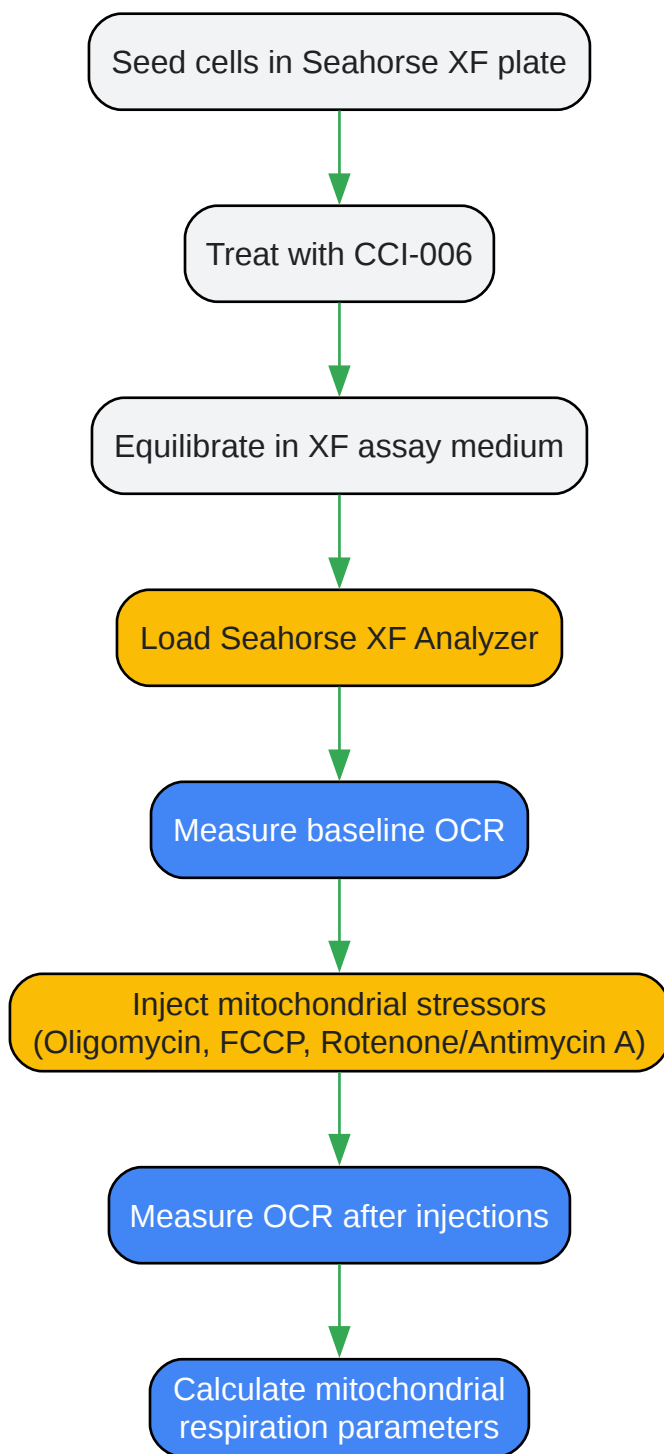 Seed cells in Seahorse XF plate
Treat with CCI-006
Equilibrate in XF assay medium
Load Seahorse XF Analyzer
Measure baseline OCR
Inject mitochondrial stressors
(Oligomycin, FCCP, Rotenone/Antimycin A)
Measure OCR after injections
Calculate mitochondrial
respiration parameters